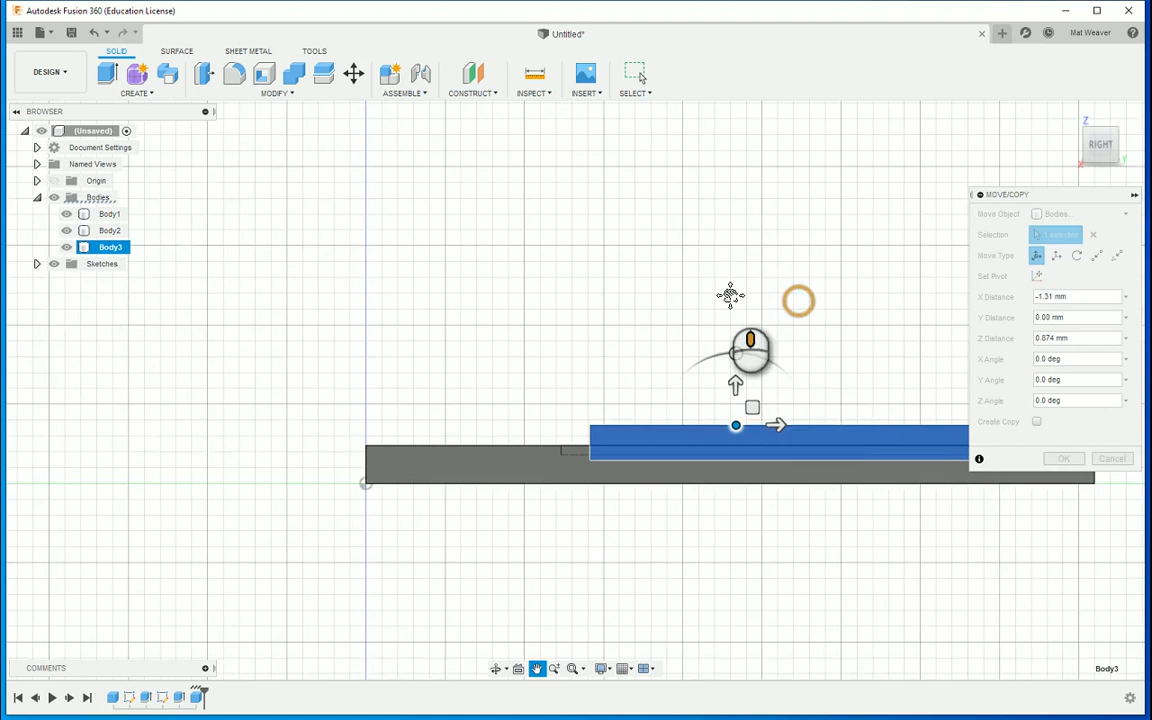 Autodesk Fusion 360 (Education License)
Untitled*
Mat Weaver
DESIGN
SOLID
SURFACE
SHEET METAL
TOOLS
CREATE
MODIFY
ASSEMBLE
CONSTRUCT
INSPECT
INSERT
SELECT
BROWSER
(Unsaved)
Document Settings
Named Views
Origin
Bodies
Body1
Body2
Body3
Sketches
Z
RIGHT
X
Y
MOVE/COPY
Move Object
Bodies...
Selection
1 selected
Move Type
Set Pivot
X Distance
-1.31 mm
Y Distance
0.00 mm
Z Distance
0.874 mm
X Angle
0.0 deg
Y Angle
0.0 deg
Z Angle
0.0 deg
Create Copy
OK
Cancel
COMMENTS
Body3